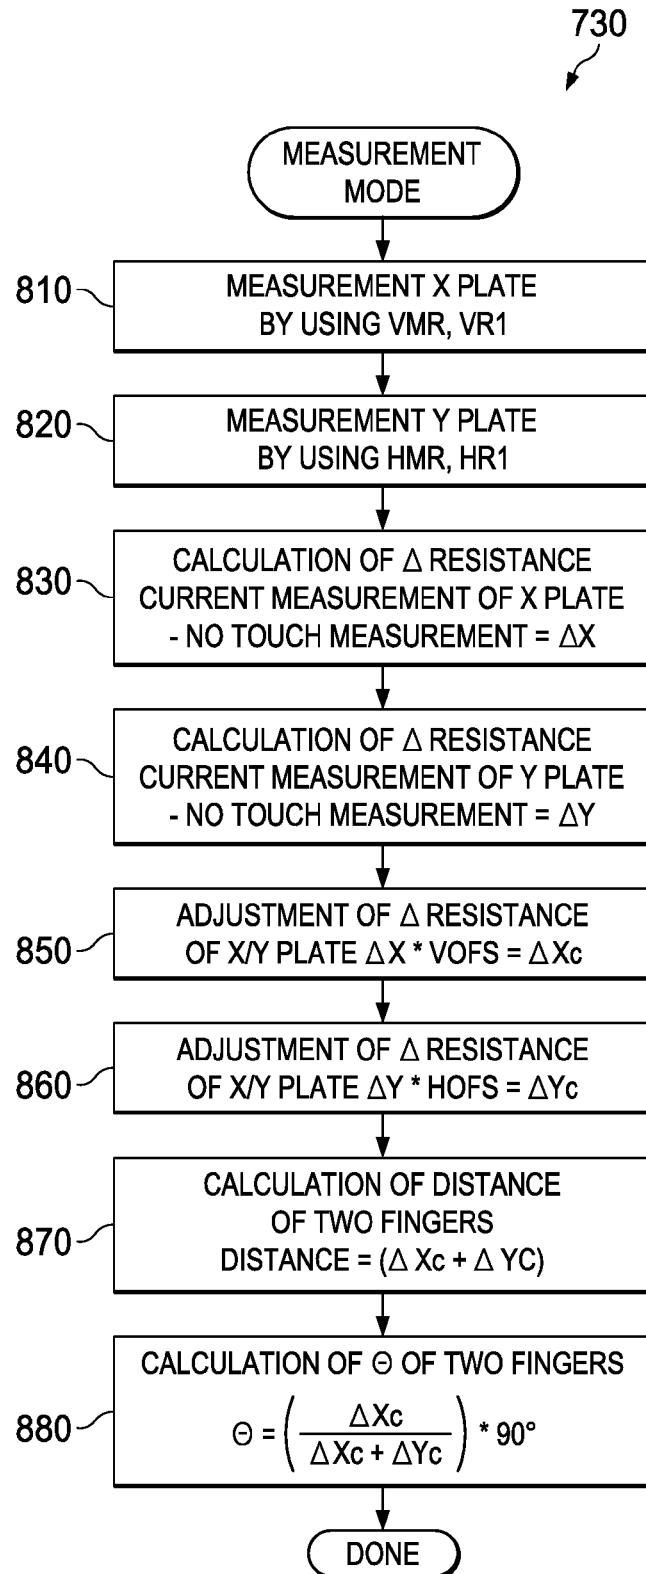 730
MEASUREMENT
MODE
810
MEASUREMENT X PLATE
BY USING VMR, VR1
820
MEASUREMENT Y PLATE
BY USING HMR, HR1
830
CALCULATION OF Δ RESISTANCE
CURRENT MEASUREMENT OF X PLATE
- NO TOUCH MEASUREMENT = ΔX
840
CALCULATION OF Δ RESISTANCE
CURRENT MEASUREMENT OF Y PLATE
- NO TOUCH MEASUREMENT = ΔY
850
ADJUSTMENT OF Δ RESISTANCE
OF X/Y PLATE ΔX * VOFS = ΔXc
860
ADJUSTMENT OF Δ RESISTANCE
OF X/Y PLATE ΔY * HOFS = ΔYc
870
CALCULATION OF DISTANCE
OF TWO FINGERS
DISTANCE = (Δ Xc + Δ YC)
880
CALCULATION OF Θ OF TWO FINGERS
Θ = ( ΔXc / ΔXc + ΔYc ) * 90°
DONE